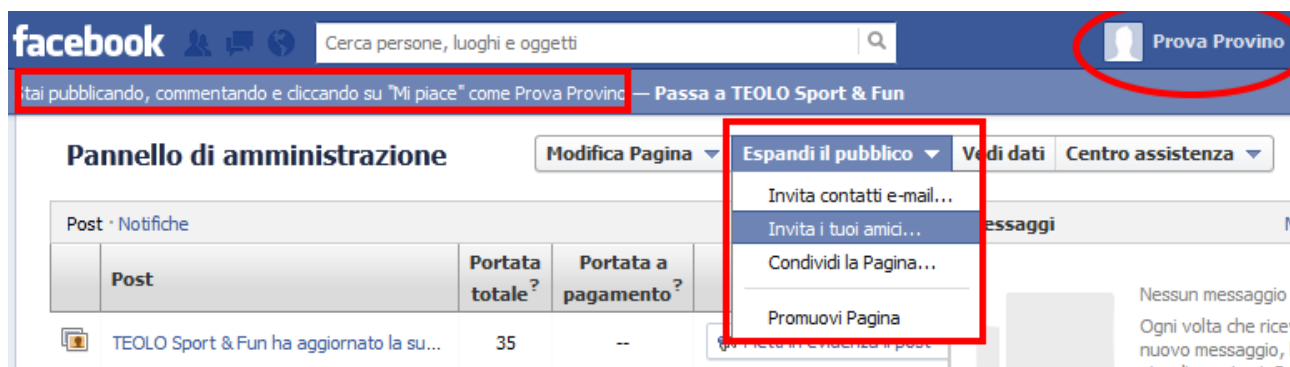 facebook Cerca persone, luoghi e oggetti Prova Provino
Stai pubblicando, commentando e cliccando su "Mi piace" come Prova Provino — Passa a TEOLO Sport & Fun
Pannello di amministrazione Modifica Pagina Espandi il pubblico Vedi dati Centro assistenza
Invita contatti e-mail...
Post · Notifiche
Invita i tuoi amici...
Condividi la Pagina...
Promuovi Pagina
Post Portata totale? Portata a pagamento?
Nessun messaggio
Ogni volta che
nuovo messaggio,
TEOLO Sport & Fun ha aggiornato la su... 35 --